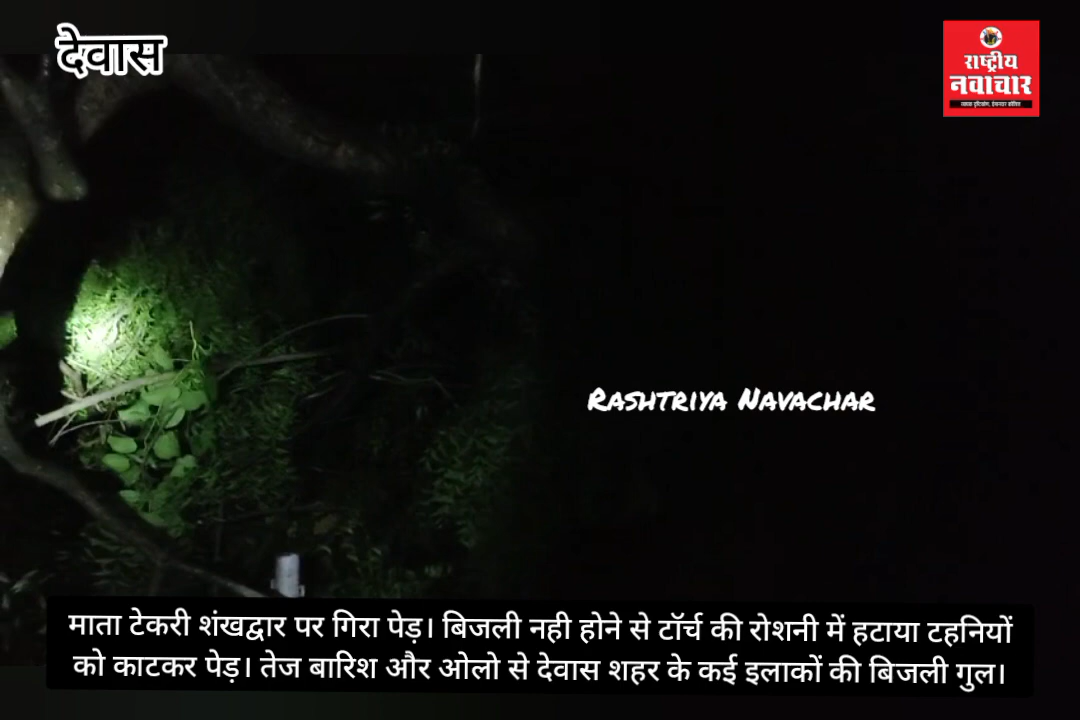 देवास
राष्ट्रीय
नवाचार
Rashtriya Navachar
माता टेकरी शंखद्वार पर गिरा पेड़। बिजली नही होने से टॉर्च की रोशनी में हटाया टहनियों
को काटकर पेड़। तेज बारिश और ओलो से देवास शहर के कई इलाकों की बिजली गुल।